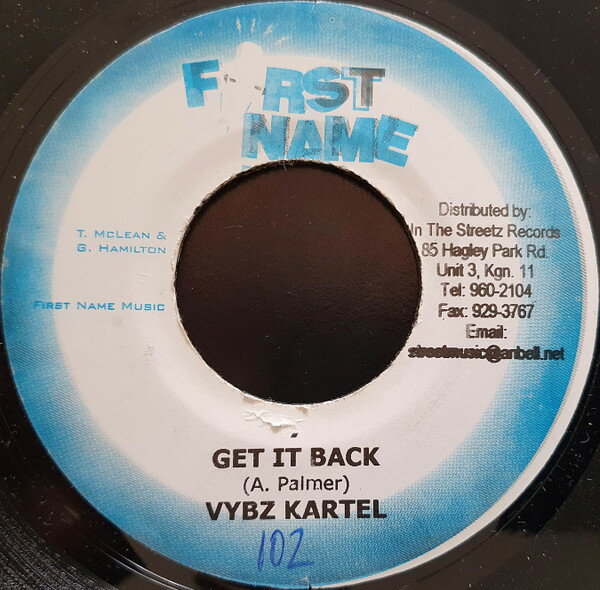 FIRST
NAME
T. MCLEAN &
G. HAMILTON
FIRST NAME MUSIC
Distributed by:
In The Streetz Records
85 Hagley Park Rd.
Unit 3, Kgn. 11
Tel: 960-2104
Fax: 929-3767
Email:
streetmusic@anbell.net
GET IT BACK
(A. Palmer)
VYBZ KARTEL
102